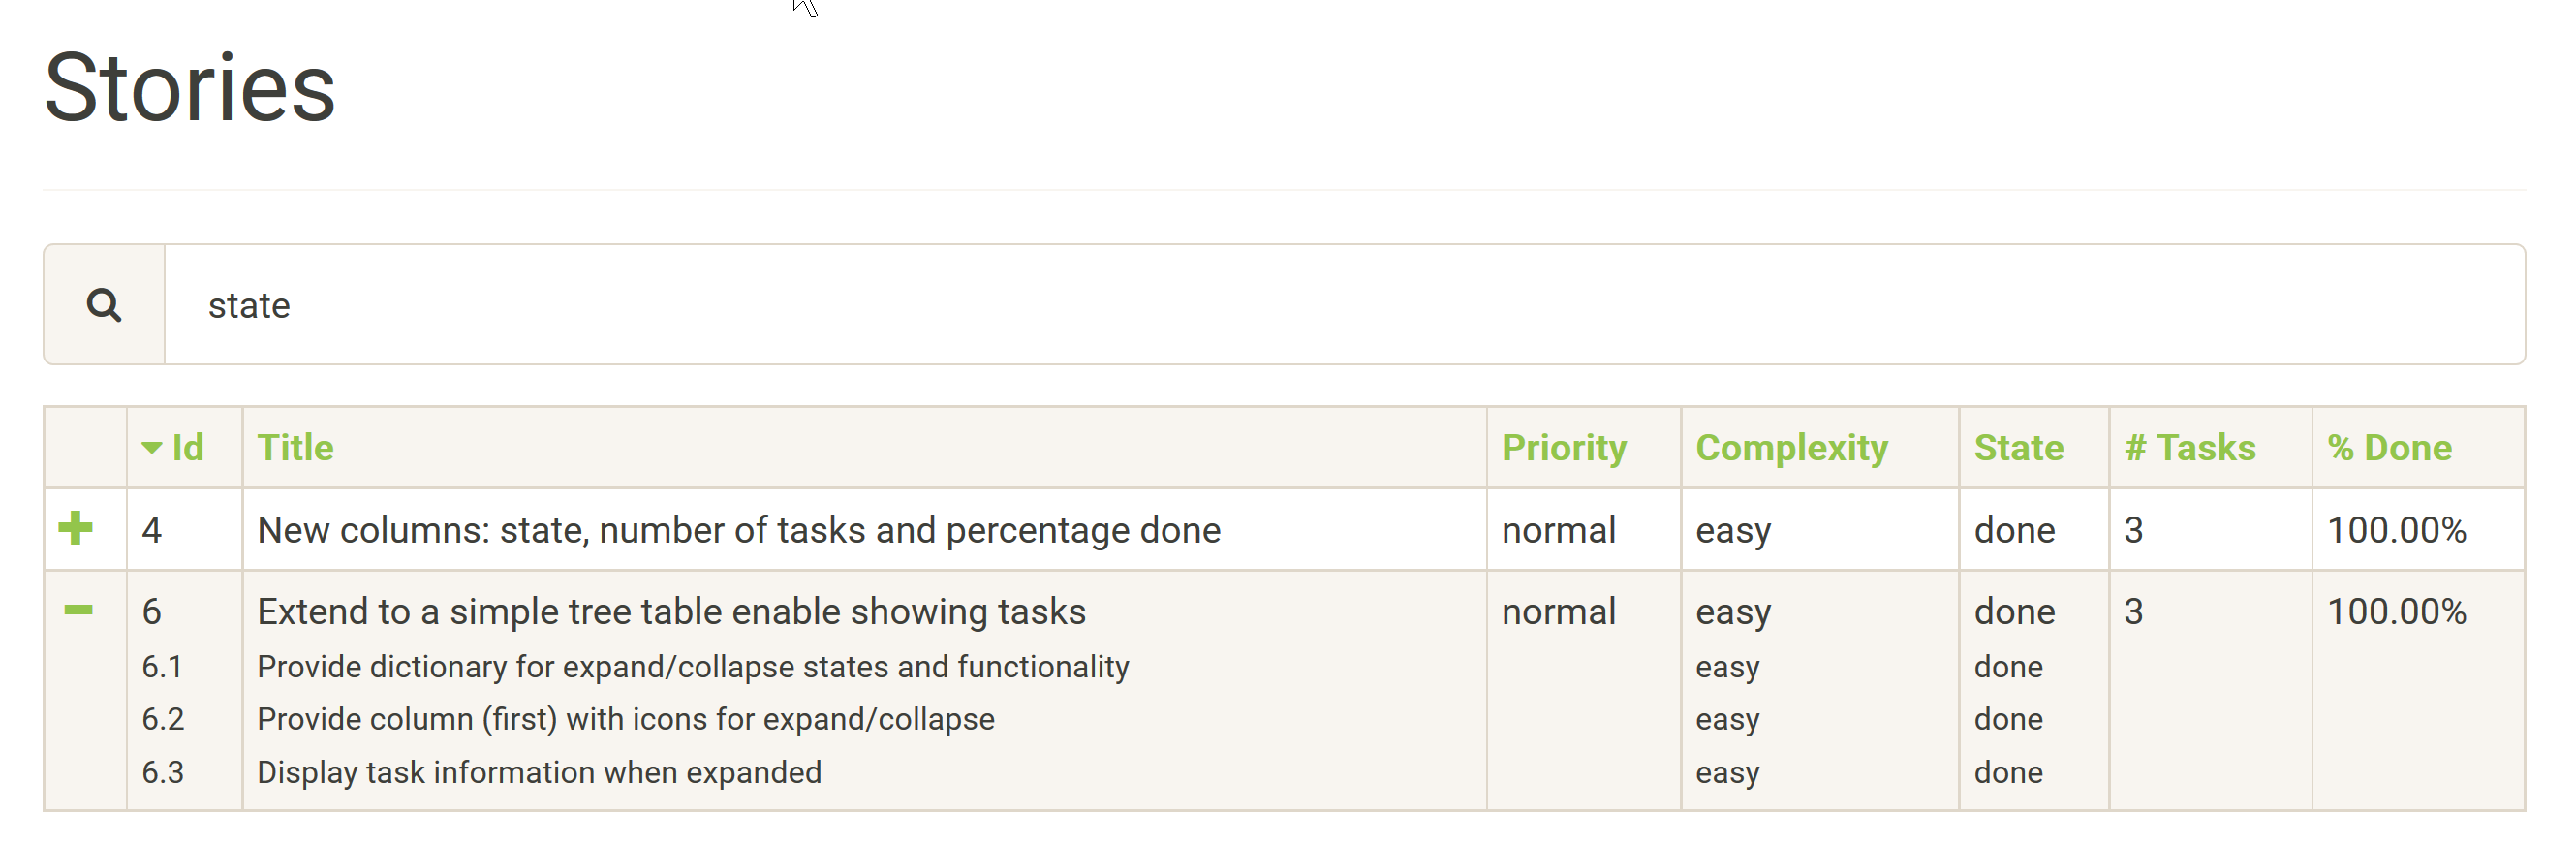 Stories
state
Id Title Priority Complexity State # Tasks % Done
4 New columns: state, number of tasks and percentage done normal easy done 3 100.00%
6 Extend to a simple tree table enable showing tasks normal easy done 3 100.00%
6.1 Provide dictionary for expand/collapse states and functionality easy done
6.2 Provide column (first) with icons for expand/collapse easy done
6.3 Display task information when expanded easy done